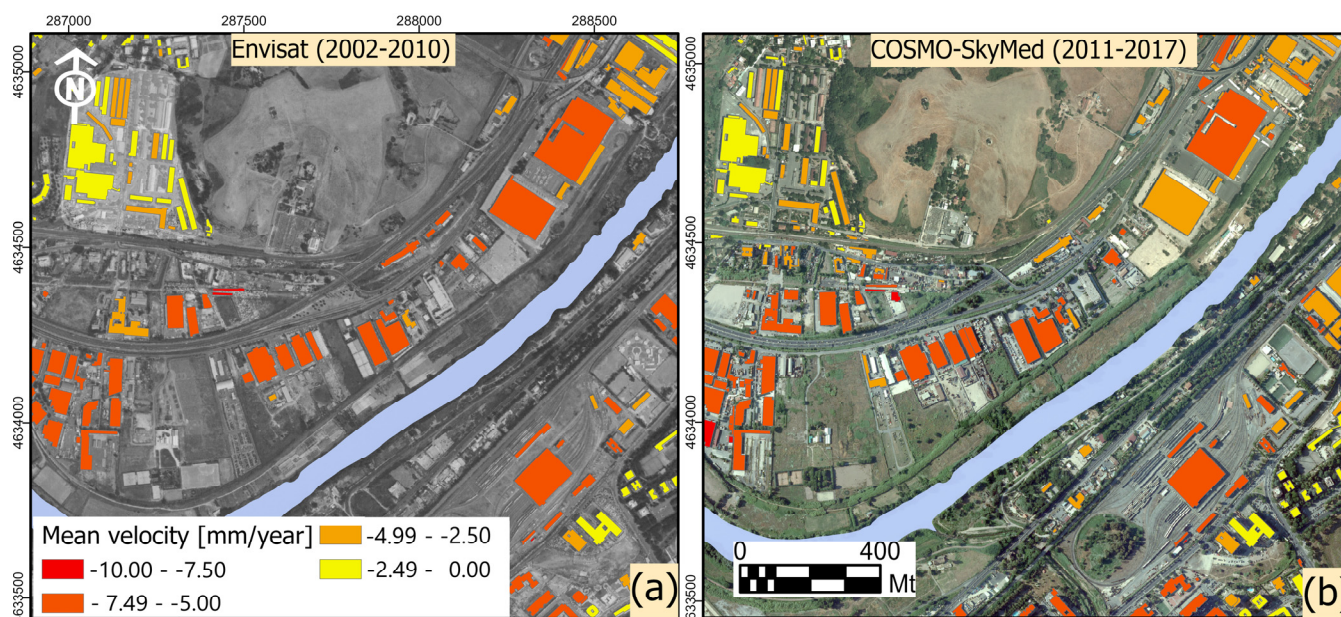 287000 287500 288000 288500
Envisat (2002-2010)
COSMO-SkyMed (2011-2017)
N
4635000
4634500
4634000
633500
4635000
4634500
4634000
633500
Mean velocity [mm/year]
-10.00 - -7.50
- 7.49 - -5.00
-4.99 - -2.50
-2.49 - 0.00
(a)
0 400
Mt
(b)